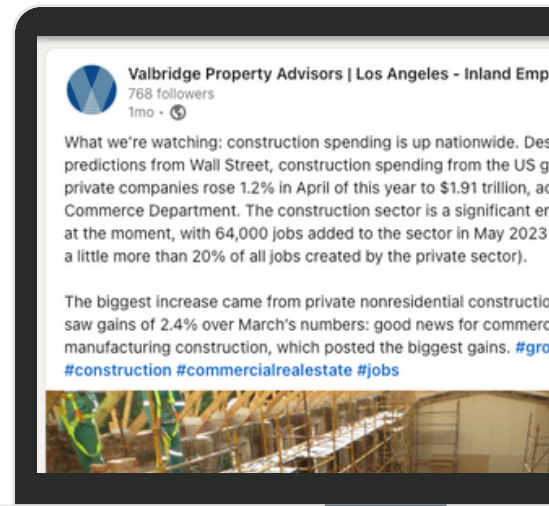 Valbridge Property Advisors | Los Angeles - Inland Emp
768 followers
1mo •
What we're watching: construction spending is up nationwide. Des
predictions from Wall Street, construction spending from the US g
private companies rose 1.2% in April of this year to $1.91 trillion, ac
Commerce Department. The construction sector is a significant en
at the moment, with 64,000 jobs added to the sector in May 2023
a little more than 20% of all jobs created by the private sector).
The biggest increase came from private nonresidential constructio
saw gains of 2.4% over March's numbers: good news for commerc
manufacturing construction, which posted the biggest gains. #gro
#construction #commercialrealestate #jobs